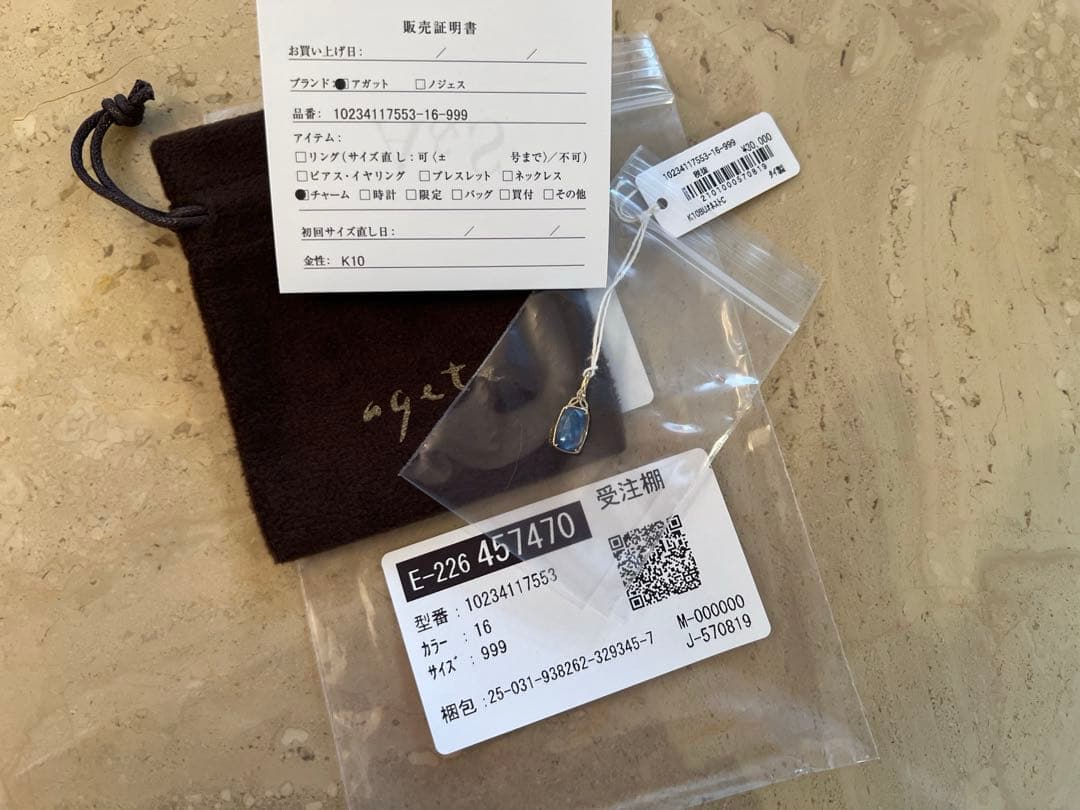 販売証明書
お買い上げ日: / /
ブランド: アガット □ノジェス
品番: 10234117553-16-999
アイテム:
□リング(サイズ直し:可(± 号まで)/不可)
□ピアス・イヤリング □ブレスレット □ネックレス
チャーム □時計 □限定 □バッグ □買付 □その他
初回サイズ直し日: / /
金性: K10
10234117553-16-999
税抜 ¥30,000
2101000570819
タイ製
agete
受注棚
E-226 457470
型番:10234117553
カラー:16
サイズ:999
M-000000
J-570819
梱包:25-031-938262-329345-7